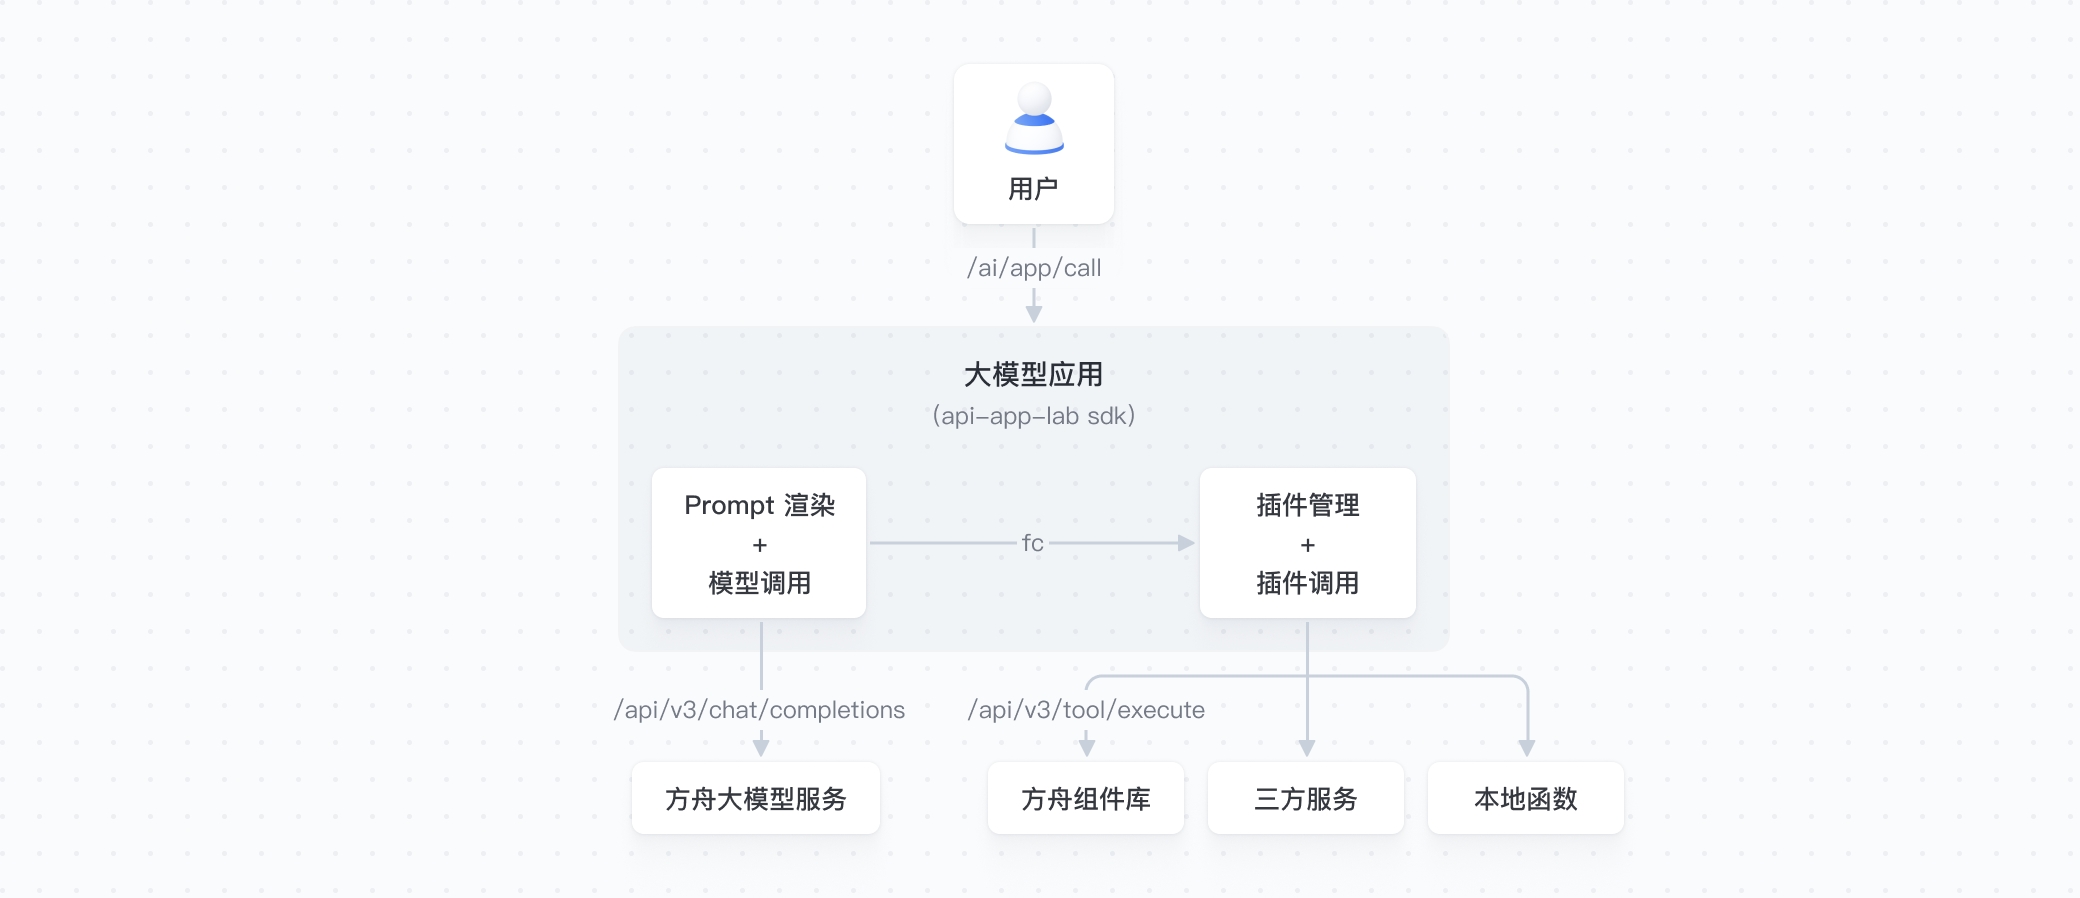 用户
/ai/app/call
大模型应用
(api-app-lab sdk)
Prompt 渲染
+
模型调用
fc
插件管理
+
插件调用
/api/v3/chat/completions
/api/v3/tool/execute
方舟大模型服务
方舟组件库
三方服务
本地函数